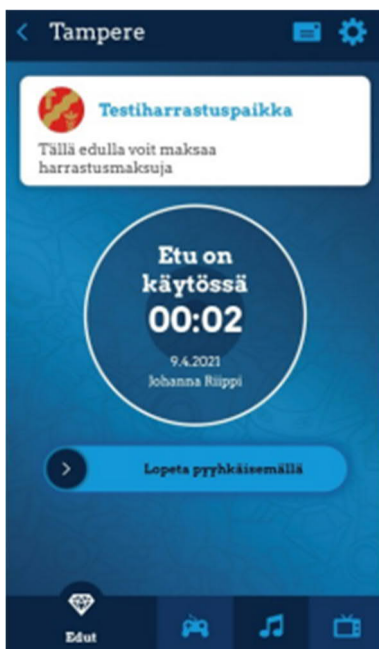 Tampere
Testiharrastuspaikka
Tällä edulla voit maksaa
harrastusmaksuja
Etu on
käytössä
00:02
9.4.2021
Johanna Riippi
Lopeta pyyhkäisemällä
Edut